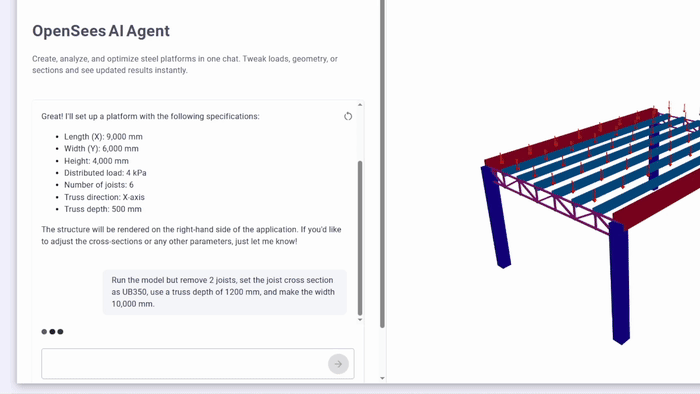 OpenSees AI Agent
Create, analyze, and optimize steel platforms in one chat. Tweak loads, geometry, or
sections and see updated results instantly.
Great! I'll set up a platform with the following specifications:
• Length (X): 9,000 mm
• Width (Y): 6,000 mm
• Height: 4,000 mm
• Distributed load: 4 kPa
• Number of joists: 6
• Truss direction: X-axis
• Truss depth: 500 mm
The structure will be rendered on the right-hand side of the application. If you'd like
to adjust the cross-sections or any other parameters, just let me know!
Run the model but remove 2 joists, set the joist cross section
as UB350, use a truss depth of 1200 mm, and make the width
10,000 mm.